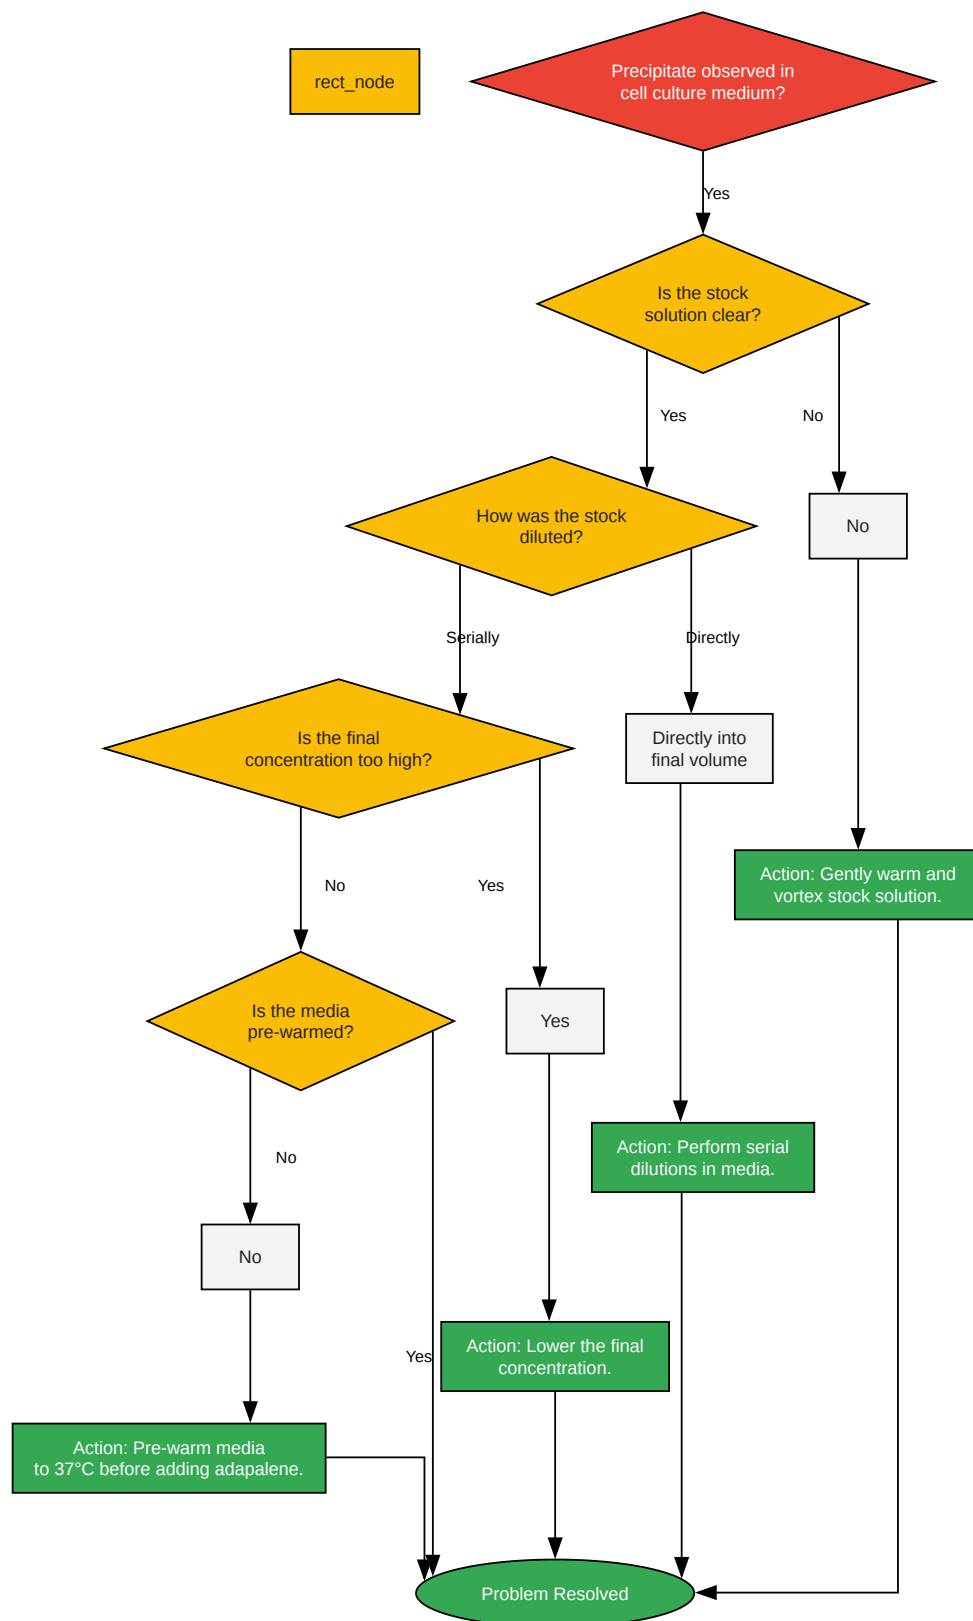 rect_node
Precipitate observed in
cell culture medium?
Yes
Is the stock
solution clear?
Yes
No
How was the stock
diluted?
No
Serially
Directly
Is the final
concentration too high?
Directly into
final volume
No
Yes
Action: Gently warm and
vortex stock solution.
Is the media
pre-warmed?
Yes
No
Action: Perform serial
dilutions in media.
No
Yes
Action: Lower the final
concentration.
Action: Pre-warm media
to 37°C before adding adapalene.
Problem Resolved